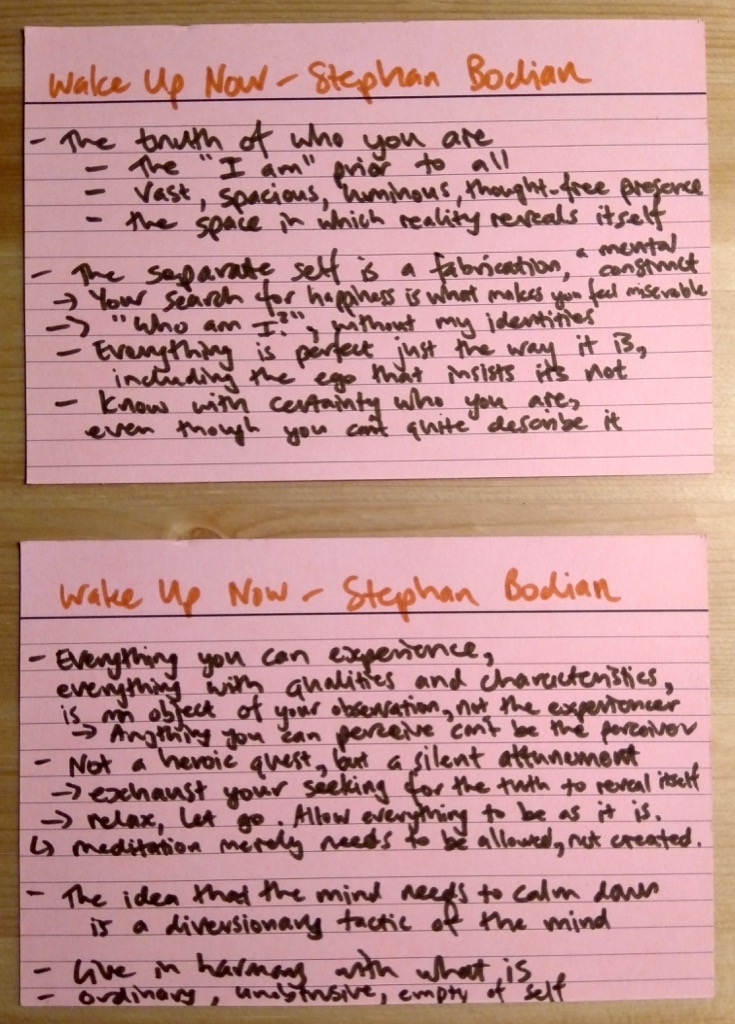 Wake Up Now - Stephan Bodian
- The truth of who you are
- The "I am" prior to all
- Vast, spacious, luminous, thought-free presence
- the space in which reality reveals itself
- The separate self is a fabrication, a mental construct
→ Your search for happiness is what makes you feel miserable
→ "Who am I?", without my identities
- Everything is perfect just the way it is,
including the ego that insists its not
- Know with certainty who you are,
even though you cant quite describe it
Wake Up Now - Stephan Bodian
- Everything you can experience,
everything with qualities and characteristics,
is an object of your observation, not the experiencer
→ Anything you can perceive can't be the perceiver
- Not a heroic quest, but a silent attunement
→ exhaust your seeking for the truth to reveal itself
→ relax, let go. Allow everything to be as it is.
↳ meditation merely needs to be allowed, not created.
- The idea that the mind needs to calm down
is a diversionary tactic of the mind
- Live in harmony with what is
- ordinary, unobtrusive, empty of self